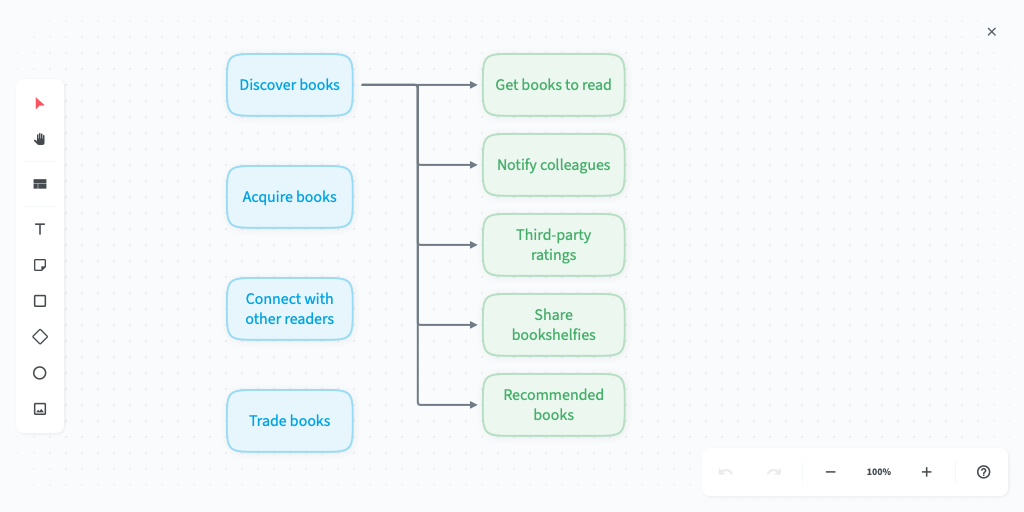 Discover books
Get books to read
Notify colleagues
Acquire books
Third-party
ratings
Connect with
other readers
Share
bookshelfies
Recommended
books
Trade books
T
100%